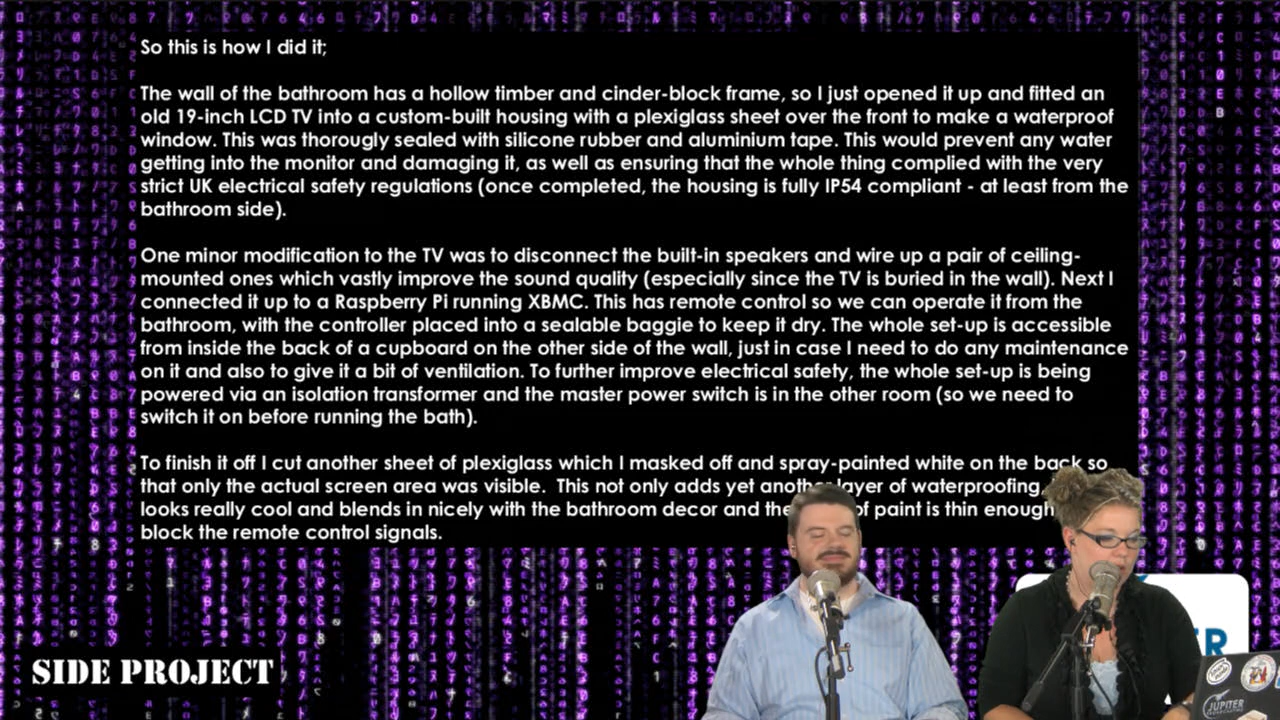 So this is how I did it;
The wall of the bathroom has a hollow timber and cinder-block frame, so I just opened it up and fitted an
old 19-inch LCD TV into a custom-built housing with a plexiglass sheet over the front to make a waterproof
window. This was thorougly sealed with silicone rubber and aluminium tape. This would prevent any water
getting into the monitor and damaging it, as well as ensuring that the whole thing complied with the very
strict UK electrical safety regulations (once completed, the housing is fully IP54 compliant - at least from the
bathroom side).
One minor modification to the TV was to disconnect the built-in speakers and wire up a pair of ceiling-
mounted ones which vastly improve the sound quality (especially since the TV is buried in the wall). Next I
connected it up to a Raspberry Pi running XBMC. This has remote control so we can operate it from the
bathroom, with the controller placed into a sealable baggie to keep it dry. The whole set-up is accessible
from inside the back of a cupboard on the other side of the wall, just in case I need to do any maintenance
on it and also to give it a bit of ventilation. To further improve electrical safety, the whole set-up is being
powered via an isolation transformer and the master power switch is in the other room (so we need to
switch it on before running the bath).
To finish it off I cut another sheet of plexiglass which I masked off and spray-painted white on the back so
that only the actual screen area was visible. This not only adds yet another layer of waterproofing,
looks really cool and blends in nicely with the bathroom decor and the of paint is thin enough
block the remote control signals.
SIDE PROJECT
JUPITER